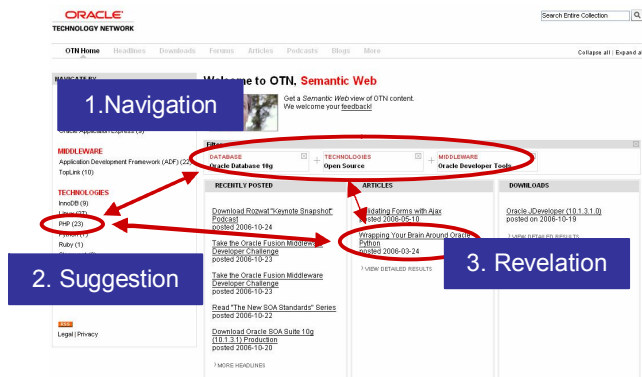 ORACLE
TECHNOLOGY NETWORK
Search Entire Collection
OTN Home Headlines Downloads Forums Articles Podcasts Blogs More
Collapse all | Expand
Welcome to OTN, Semantic Web
1.Navigation
Get a Semantic Web view of OTN content.
We welcome your feedback!
MIDDLEWARE
Application Development Framework (ADF) (22)
TopLink (10)
DATABASE
Oracle Database 10g
+
TECHNOLOGIES
Open Source
+
MIDDLEWARE
Oracle Developer Tools
TECHNOLOGIES
InnoDB (9)
Linux (27)
PHP (23)
Ruby (1)
2. Suggestion
Legal | Privacy
RECENTLY POSTED
Download Rozwat "Keynote Snapshot"
Podcast
posted 2006-10-24
Take the Oracle Fusion Middleware
Developer Challenge
posted 2006-10-23
Take the Oracle Fusion Middleware
Developer Challenge
posted 2006-10-23
Read "The New SOA Standards" Series
posted 2006-10-22
Download Oracle SOA Suite 10g
(10.1.3.1) Production
posted 2006-10-20
MORE HEADLINES
ARTICLES
Validating Forms with Ajax
posted 2006-05-10
Wrapping Your Brain Around Oracle
Python
posted 2006-03-24
VIEW DETAILED RESULTS
DOWNLOADS
Oracle JDeveloper (10.1.3.1.0)
posted on 2006-10-19
VIEW DETAILED RESULTS
3. Revelation